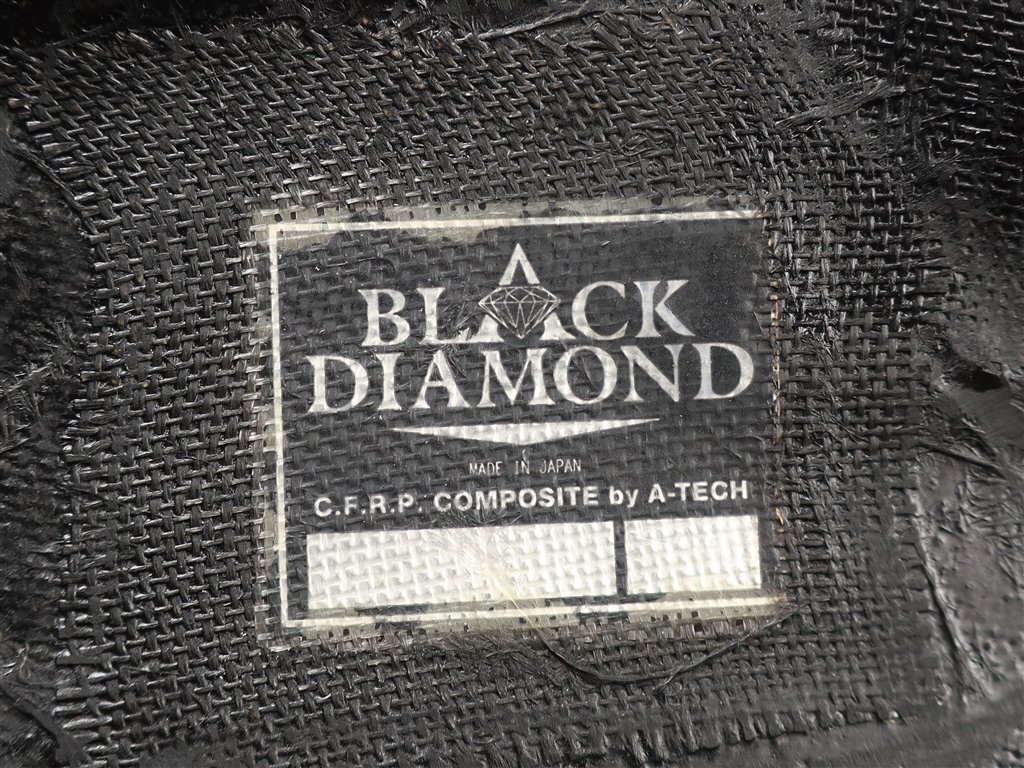 BLACK
DIAMOND
MADE IN JAPAN
C.F.R.P. COMPOSITE by A-TECH